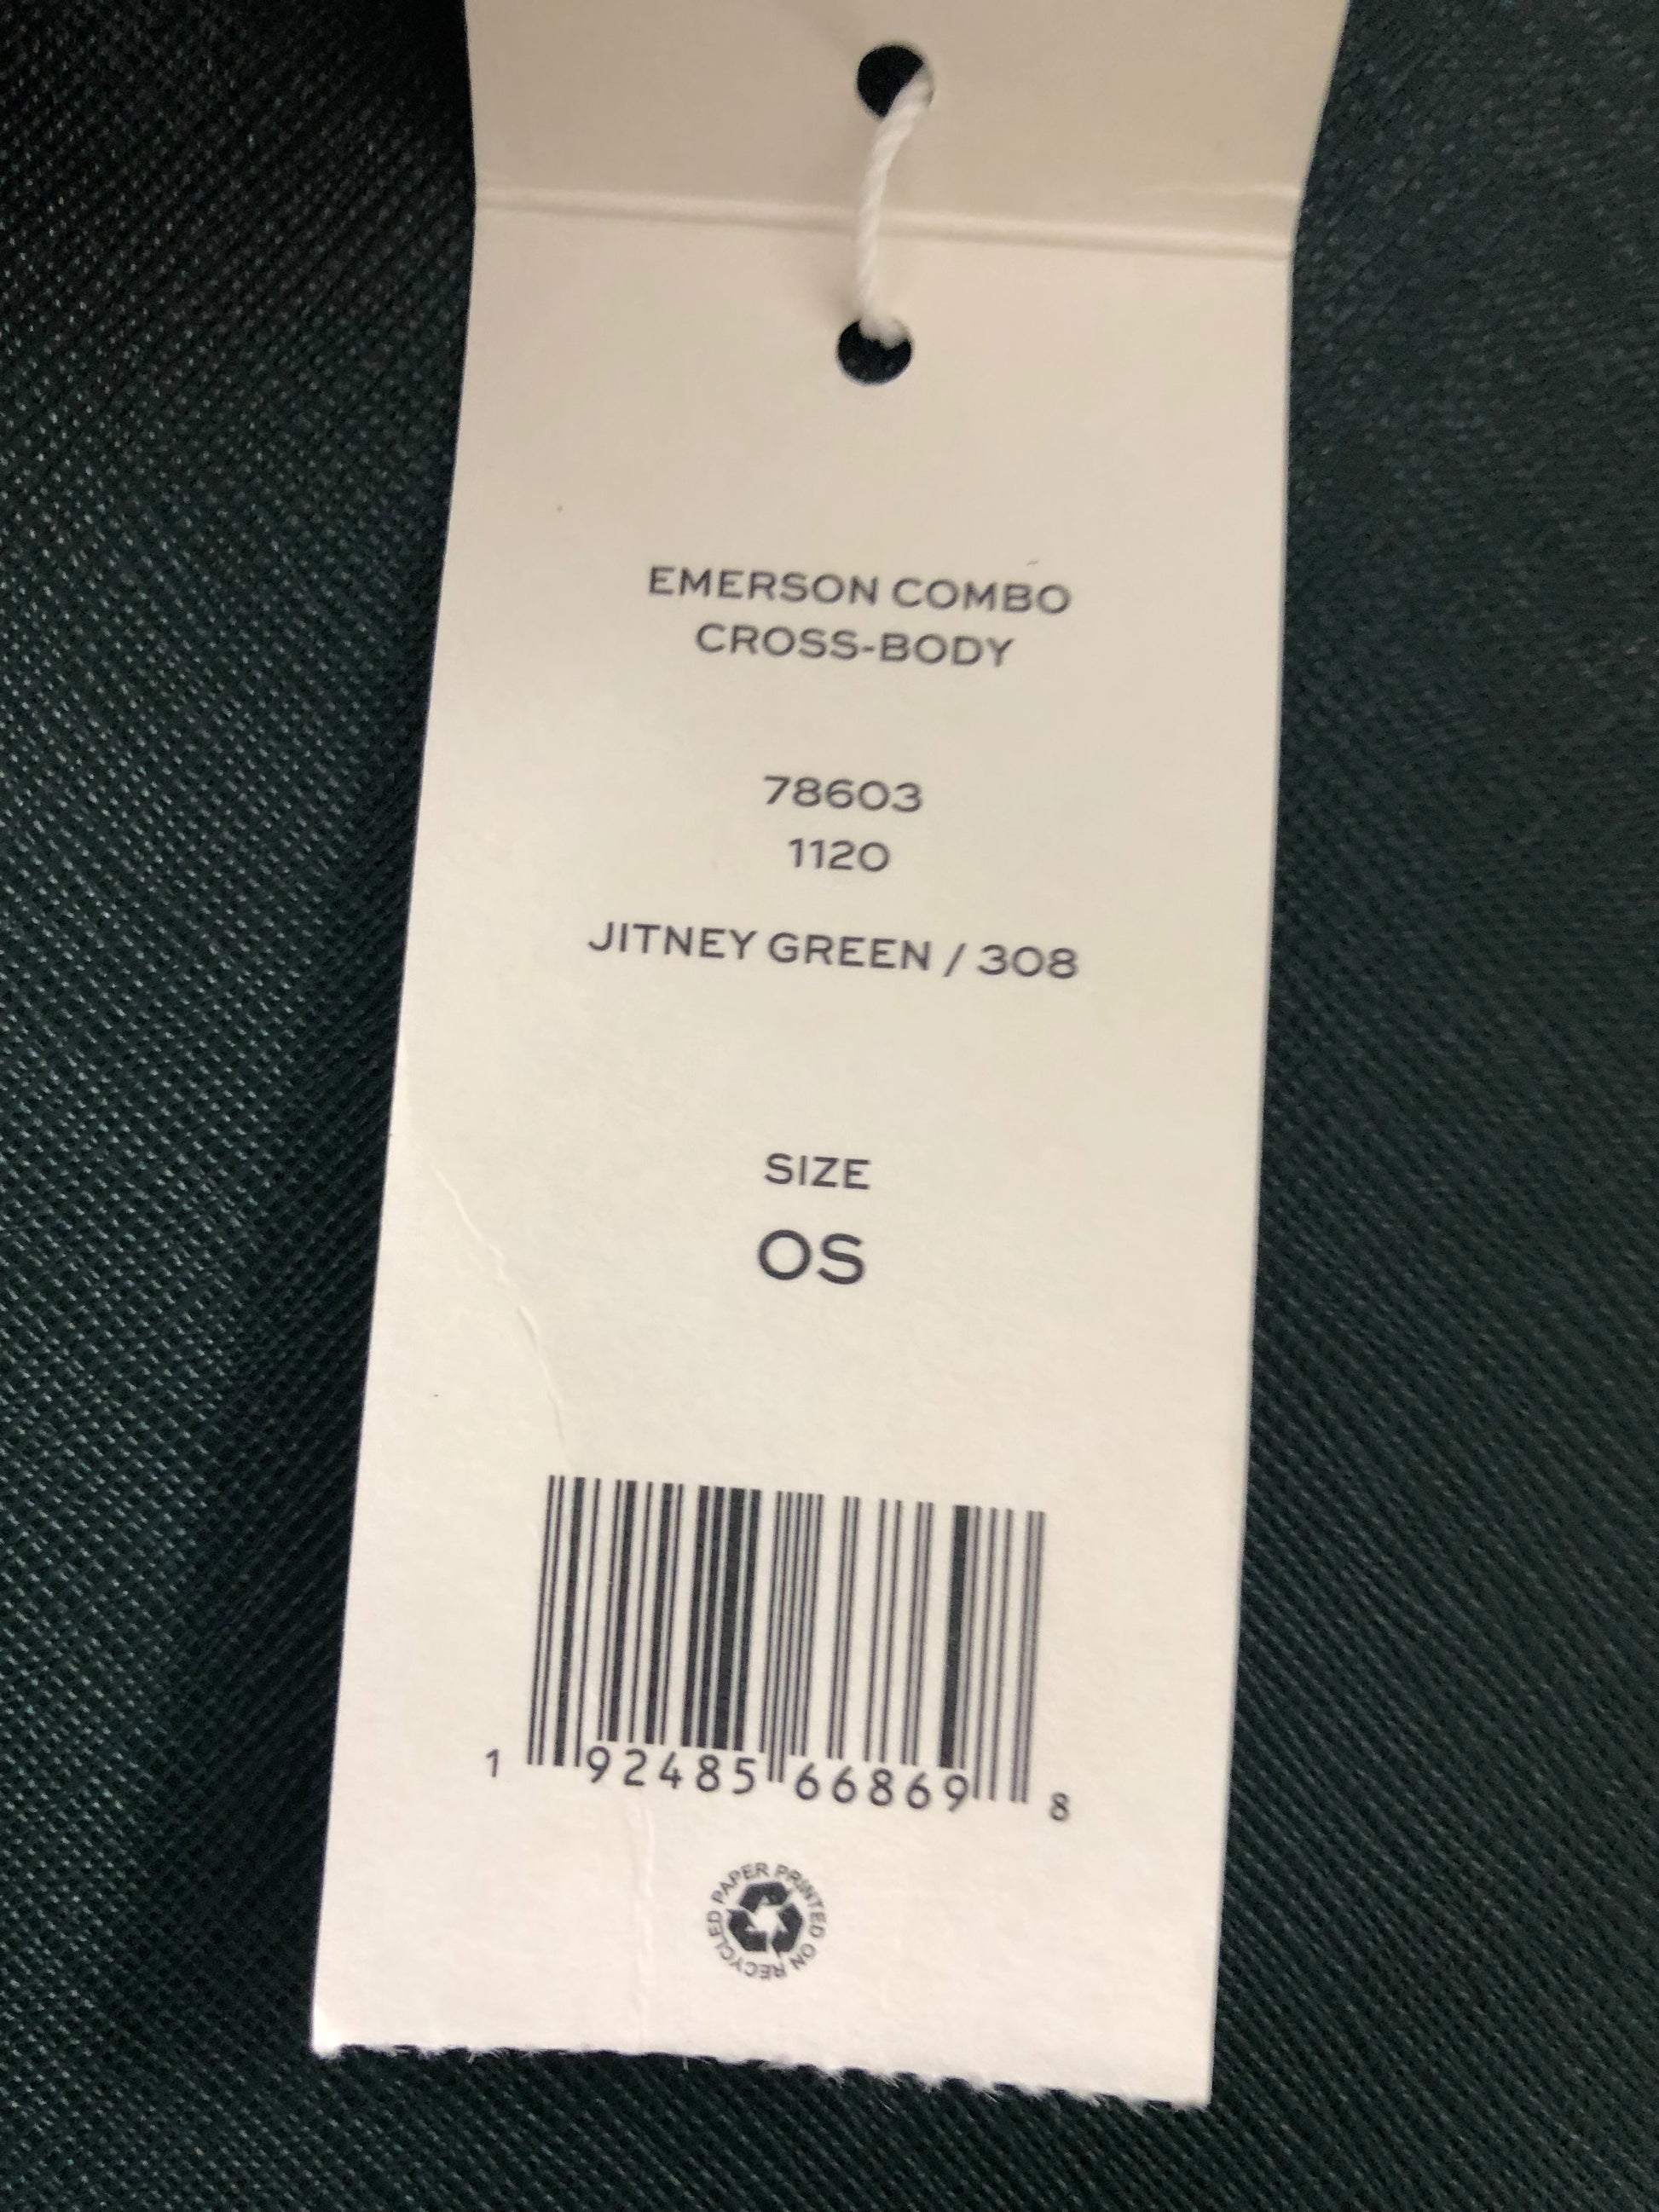 EMERSON COMBO
CROSS-BODY
78603
1120
JITNEY GREEN / 308
SIZE
OS
1 92485 66869 8
PRINTED ON RECYCLED PAPER